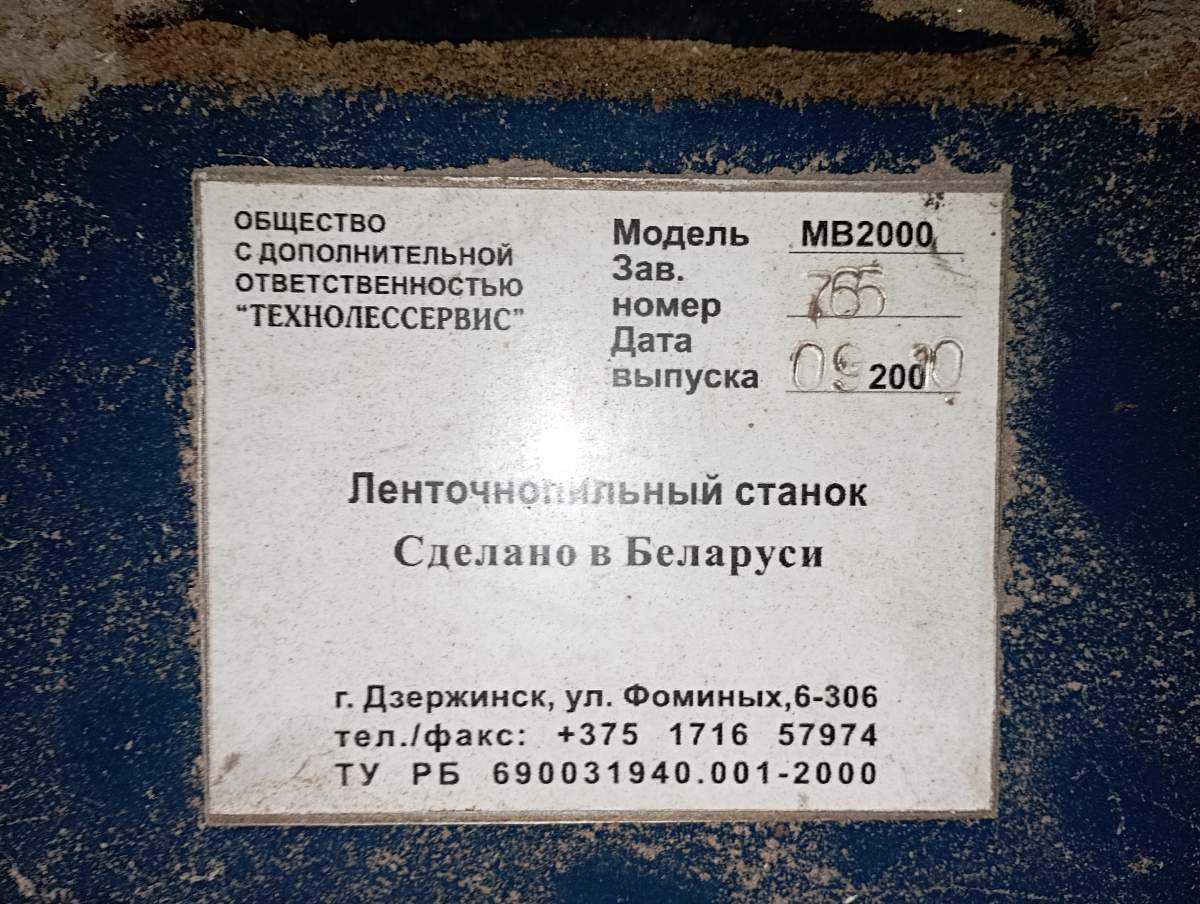 ОБЩЕСТВО
С ДОПОЛНИТЕЛЬНОЙ
ОТВЕТСТВЕННОСТЬЮ
“ТЕХНОЛЕССЕРВИС”
Модель МВ2000
Зав.
номер 765
Дата
выпуска 09 20010
Ленточнопильный станок
Сделано в Беларуси
г. Дзержинск, ул. Фоминых,6-306
тел./факс: +375 1716 57974
ТУ РБ 690031940.001-2000